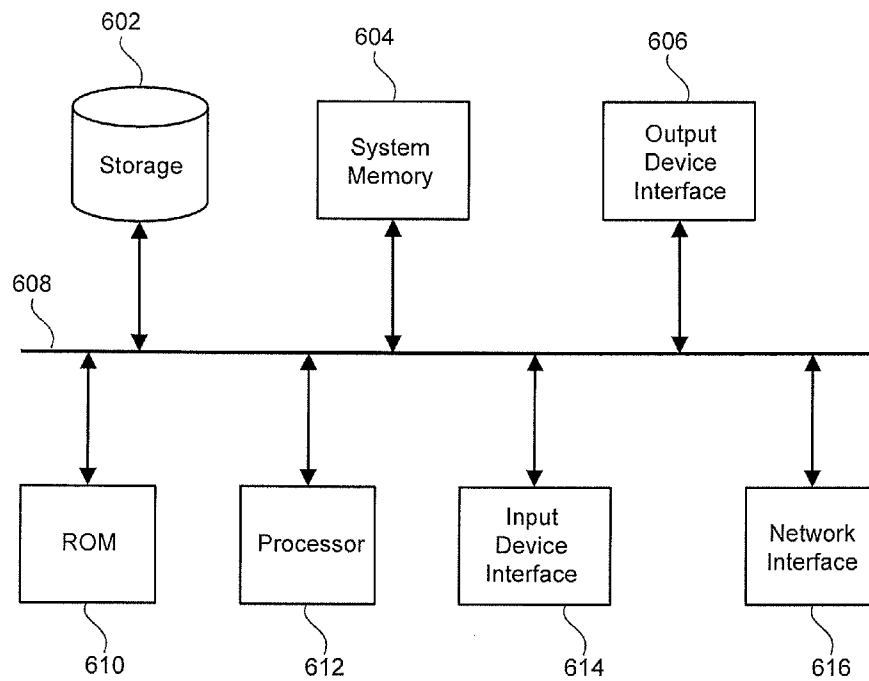 602
604
606
Storage
System
Memory
Output
Device
Interface
608
ROM
Processor
Input
Device
Interface
Network
Interface
610
612
614
616